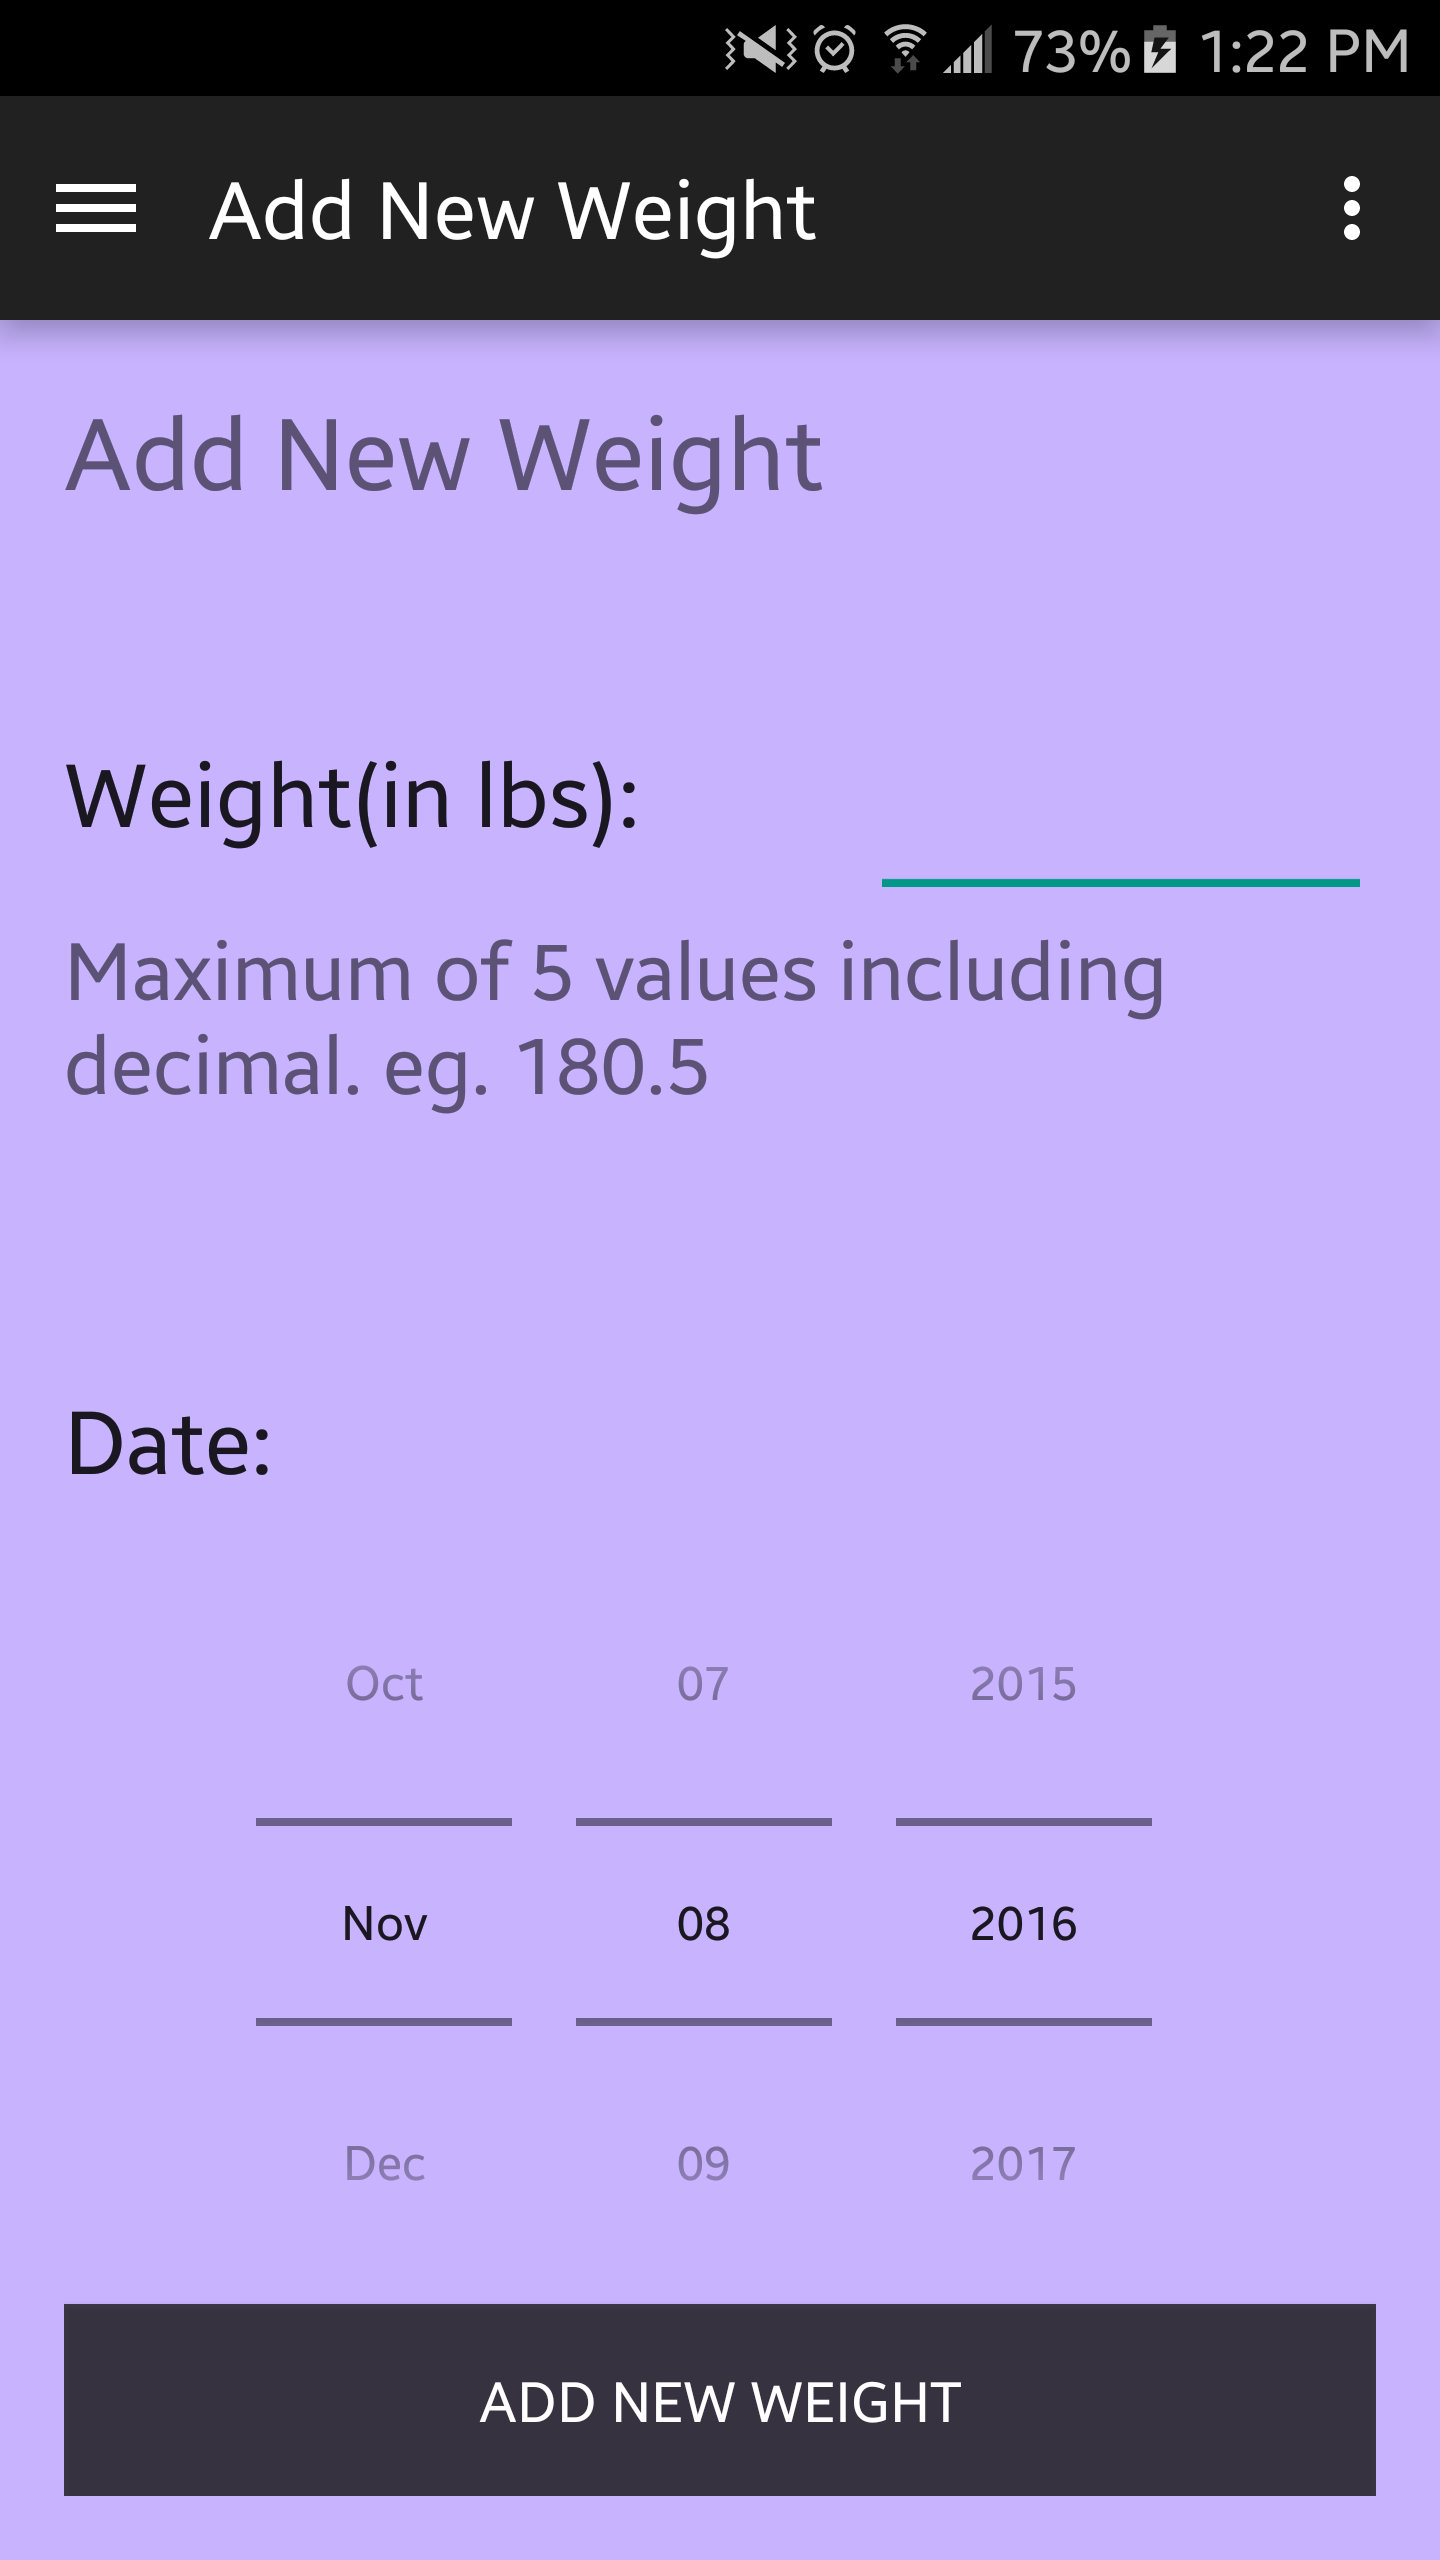 73% 1:22 PM
Add New Weight
Add New Weight
Weight(in lbs):
Maximum of 5 values including
decimal. eg. 180.5
Date:
Oct 07 2015
Nov 08 2016
Dec 09 2017
ADD NEW WEIGHT